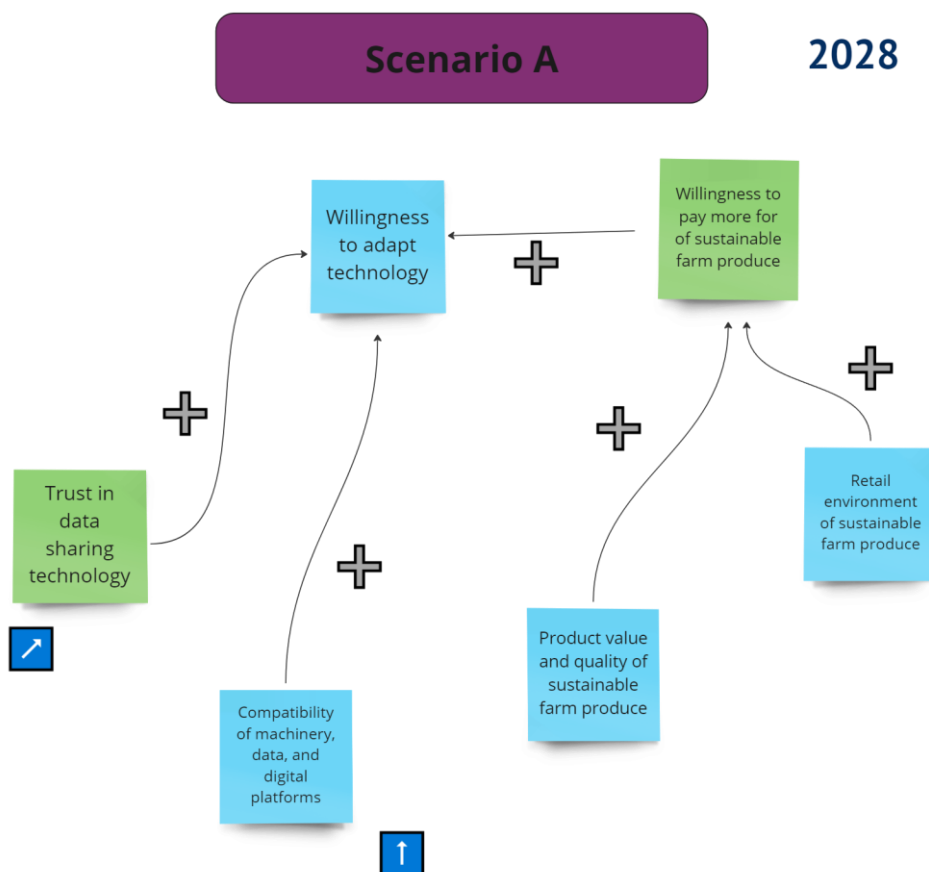 Scenario A
2028
Willingness
to adapt
technology
Willingness to
pay more for
of sustainable
farm produce
Trust in
data
sharing
technology
Retail
environment
of sustainable
farm produce
Product value
and quality of
sustainable
farm produce
Compatibility
of machinery,
data, and
digital
platforms